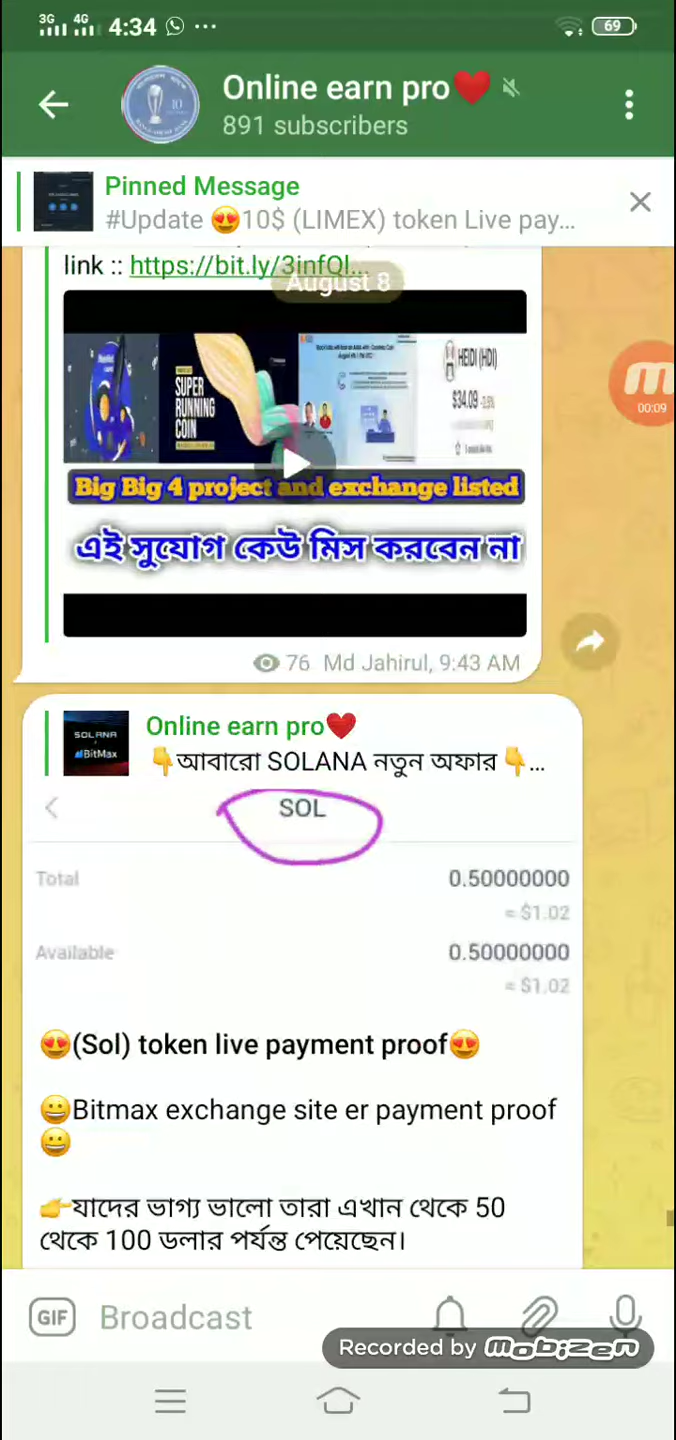 3G 4G 4:34 69
Online earn pro❤️
891 subscribers
Pinned Message
#Update 😍10$ (LIMEX) token Live pay...
link :: https://bit.ly/3infQl...
August 8
00:09
SUPER
RUNNING
COIN
HEIDI (HDI)
$34.09
Big Big 4 project and exchange listed
এই সুযোগ কেউ মিস করবেন না
76 Md Jahirul, 9:43 AM
SOLANA
BitMax
Online earn pro❤️
👇আবারো SOLANA নতুন অফার👇...
SOL
Total 0.50000000
≈ $1.02
Available 0.50000000
≈ $1.02
😍(Sol) token live payment proof😍
😀Bitmax exchange site er payment proof
😀
👉যাদের ভাগ্য ভালো তারা এখান থেকে 50
থেকে 100 ডলার পর্যন্ত পেয়েছেন।
GIF Broadcast
Recorded by Mobizen